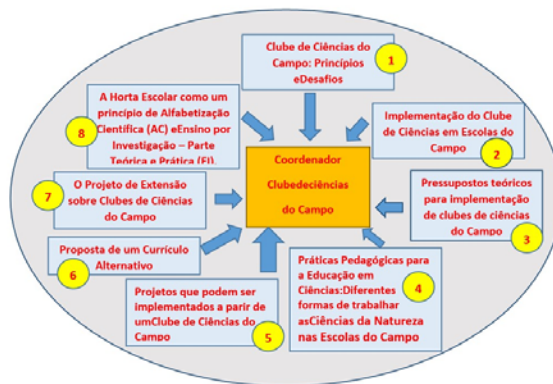 Clube de Ciências do
Campo: Princípios
eDesafios
1
Implementação do Clube
de Ciências em Escolas do
Campo
2
Pressupostos teóricos
para implementação
de clubes de ciências
do Campo
3
Práticas Pedagógicas para
a Educação em
Ciências:Diferentes
formas de trabalhar
asCiências da Natureza
nas Escolas do Campo
4
Projetos que podem ser
implementados a parir de
umClube de Ciências do
Campo
5
Proposta de um Currículo
Alternativo
6
O Projeto de Extensão
sobre Clubes de Ciências
do Campo
7
A Horta Escolar como um
princípio de Alfabetização
Científica (AC) eEnsino por
Investigação – Parte
Teórica e Prática (EI).
8
Coordenador
Clubedeciências
do Campo